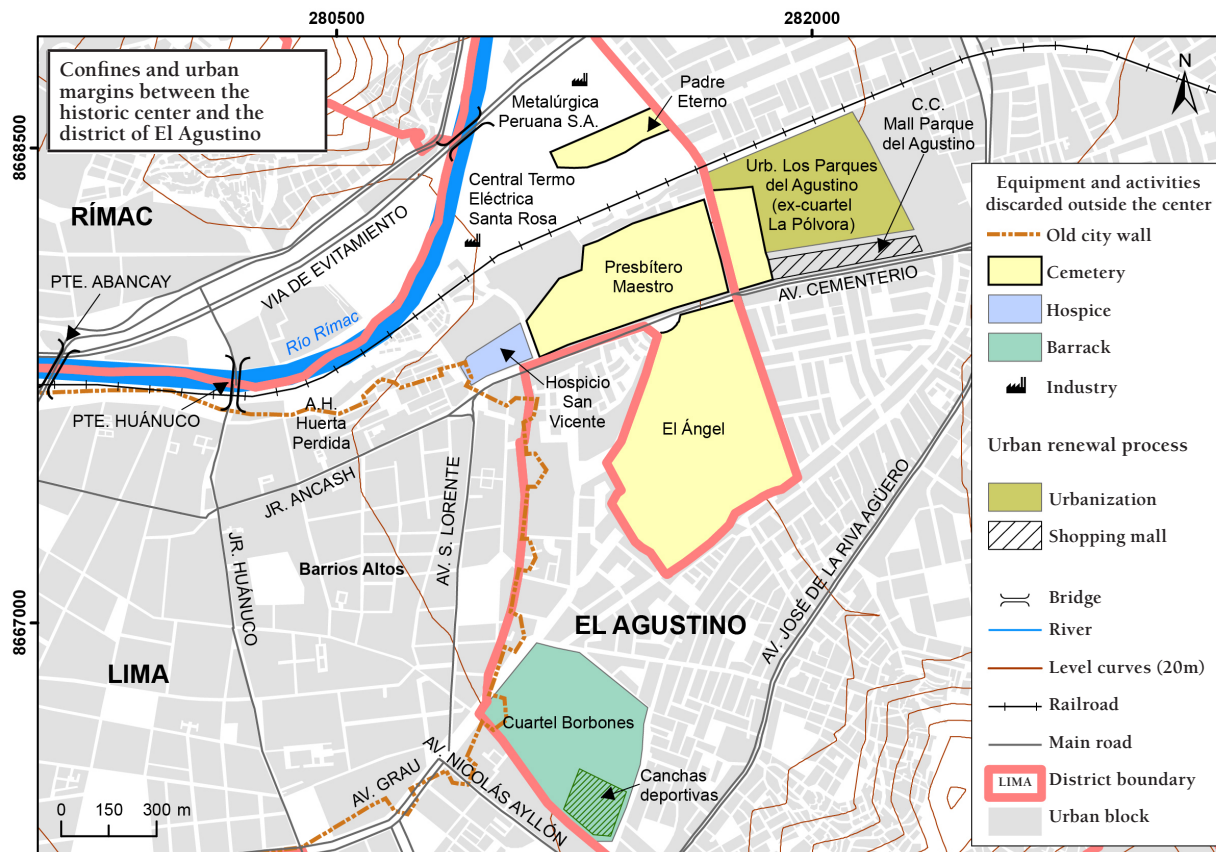 280500
282000
Confines and urban
margins between the
historic center and the
district of El Agustino
8668500
8667000
N
RÍMAC
Metalúrgica
Peruana S.A.
Padre
Eterno
C.C.
Mall Parque
del Agustino
Urb. Los Parques
del Agustino
(ex-cuartel
La Pólvora)
Central Termo
Eléctrica
Santa Rosa
VIA DE EVITAMIENTO
PTE. ABANCAY
Río Rímac
Presbítero
Maestro
AV. CEMENTERIO
PTE. HUÁNUCO
A.H.
Huerta
Perdida
Hospicio
San
Vicente
El Ángel
JR. ANCASH
AV. S. LORENTE
JR. HUÁNUCO
Barrios Altos
AV. JOSÉ DE LA RIVA AGÜERO
EL AGUSTINO
LIMA
Cuartel Borbones
AV. GRAU
AV. NICOLÁS AYLLÓN
Canchas
deportivas
0 150 300 m
Equipment and activities
discarded outside the center
Old city wall
Cemetery
Hospice
Barrack
Industry
Urban renewal process
Urbanization
Shopping mall
Bridge
River
Level curves (20m)
Railroad
Main road
LIMA District boundary
Urban block